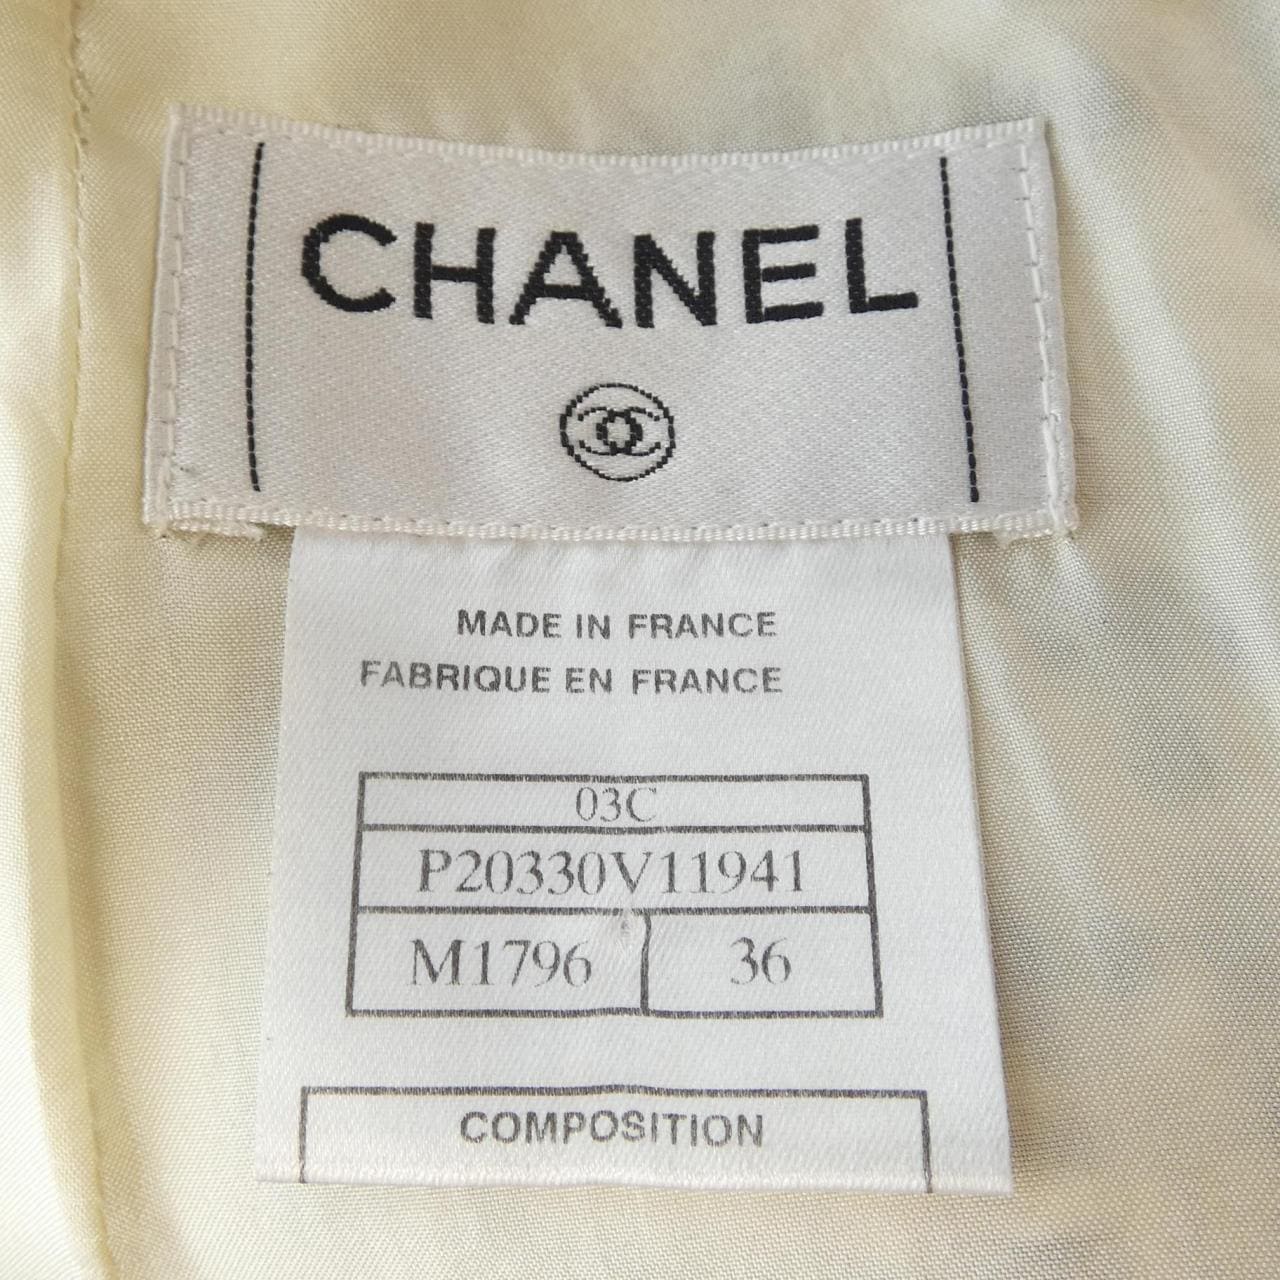 CHANEL
MADE IN FRANCE
FABRIQUE EN FRANCE
03C
P20330V11941
M1796 36
COMPOSITION